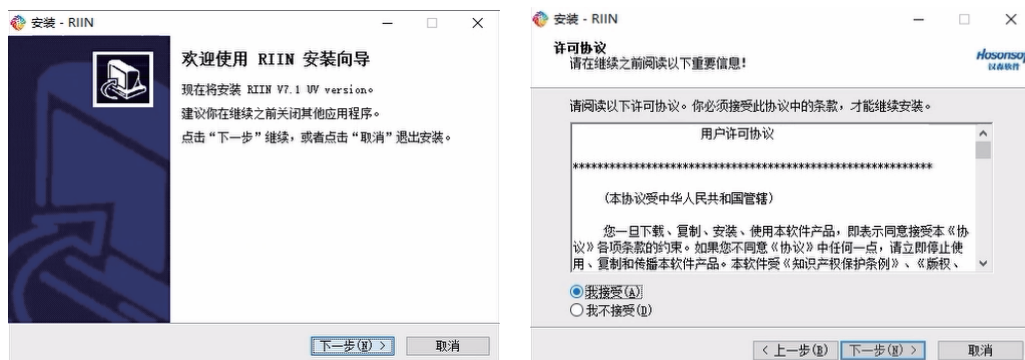 安装 - RIIN
欢迎使用 RIIN 安装向导
现在将安装 RIIN V7.1 UV version。
建议你在继续之前关闭其他应用程序。
点击“下一步”继续，或者点击“取消”退出安装。
下一步(N) >
取消
安装 - RIIN
许可协议
请在继续之前阅读以下重要信息！
Hosonsof
汉森软件
请阅读以下许可协议。你必须接受此协议中的条款，才能继续安装。
用户许可协议
******************************************************************
（本协议受中华人民共和国管辖）
您一旦下载、复制、安装、使用本软件产品，即表示同意接受本《协
议》各项条款的约束。如果您不同意《协议》中任何一点，请立即停止使
用、复制和传播本软件产品。本软件受《知识产权保护条例》、《版权、
我接受(A)
我不接受(D)
< 上一步(B)
下一步(N) >
取消